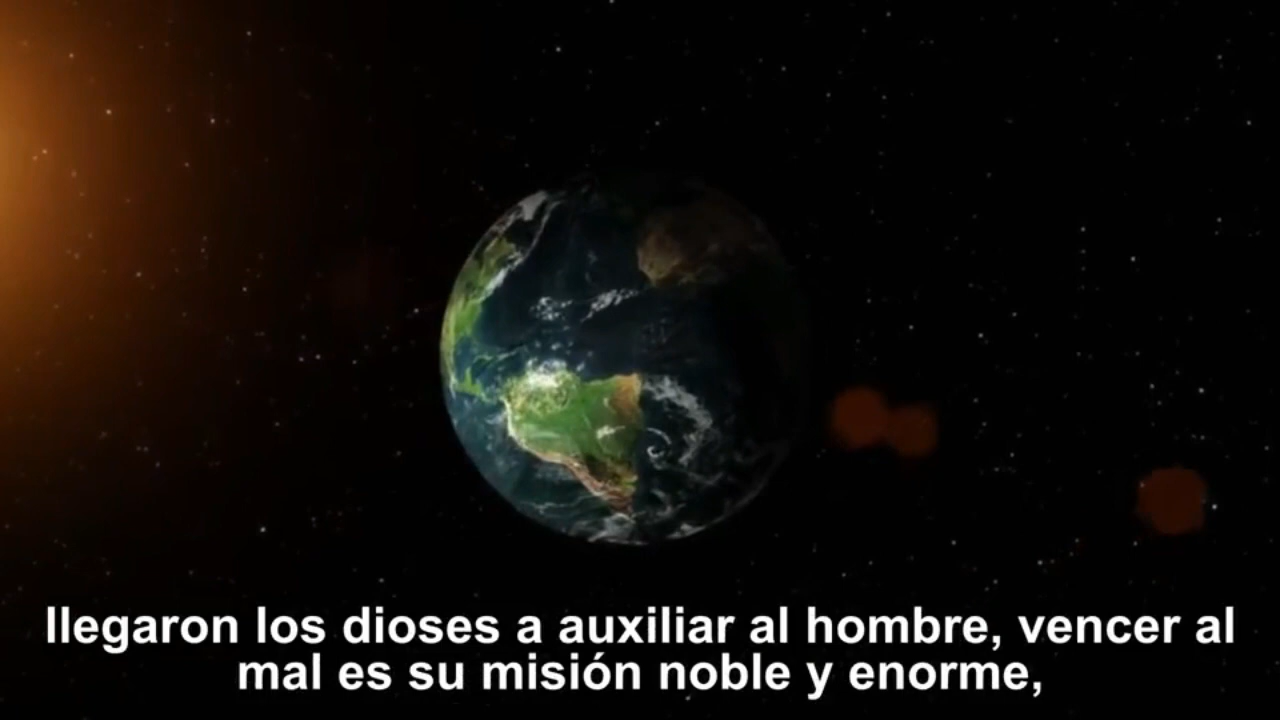 llegaron los dioses a auxiliar al hombre, vencer al
mal es su misión noble y enorme,